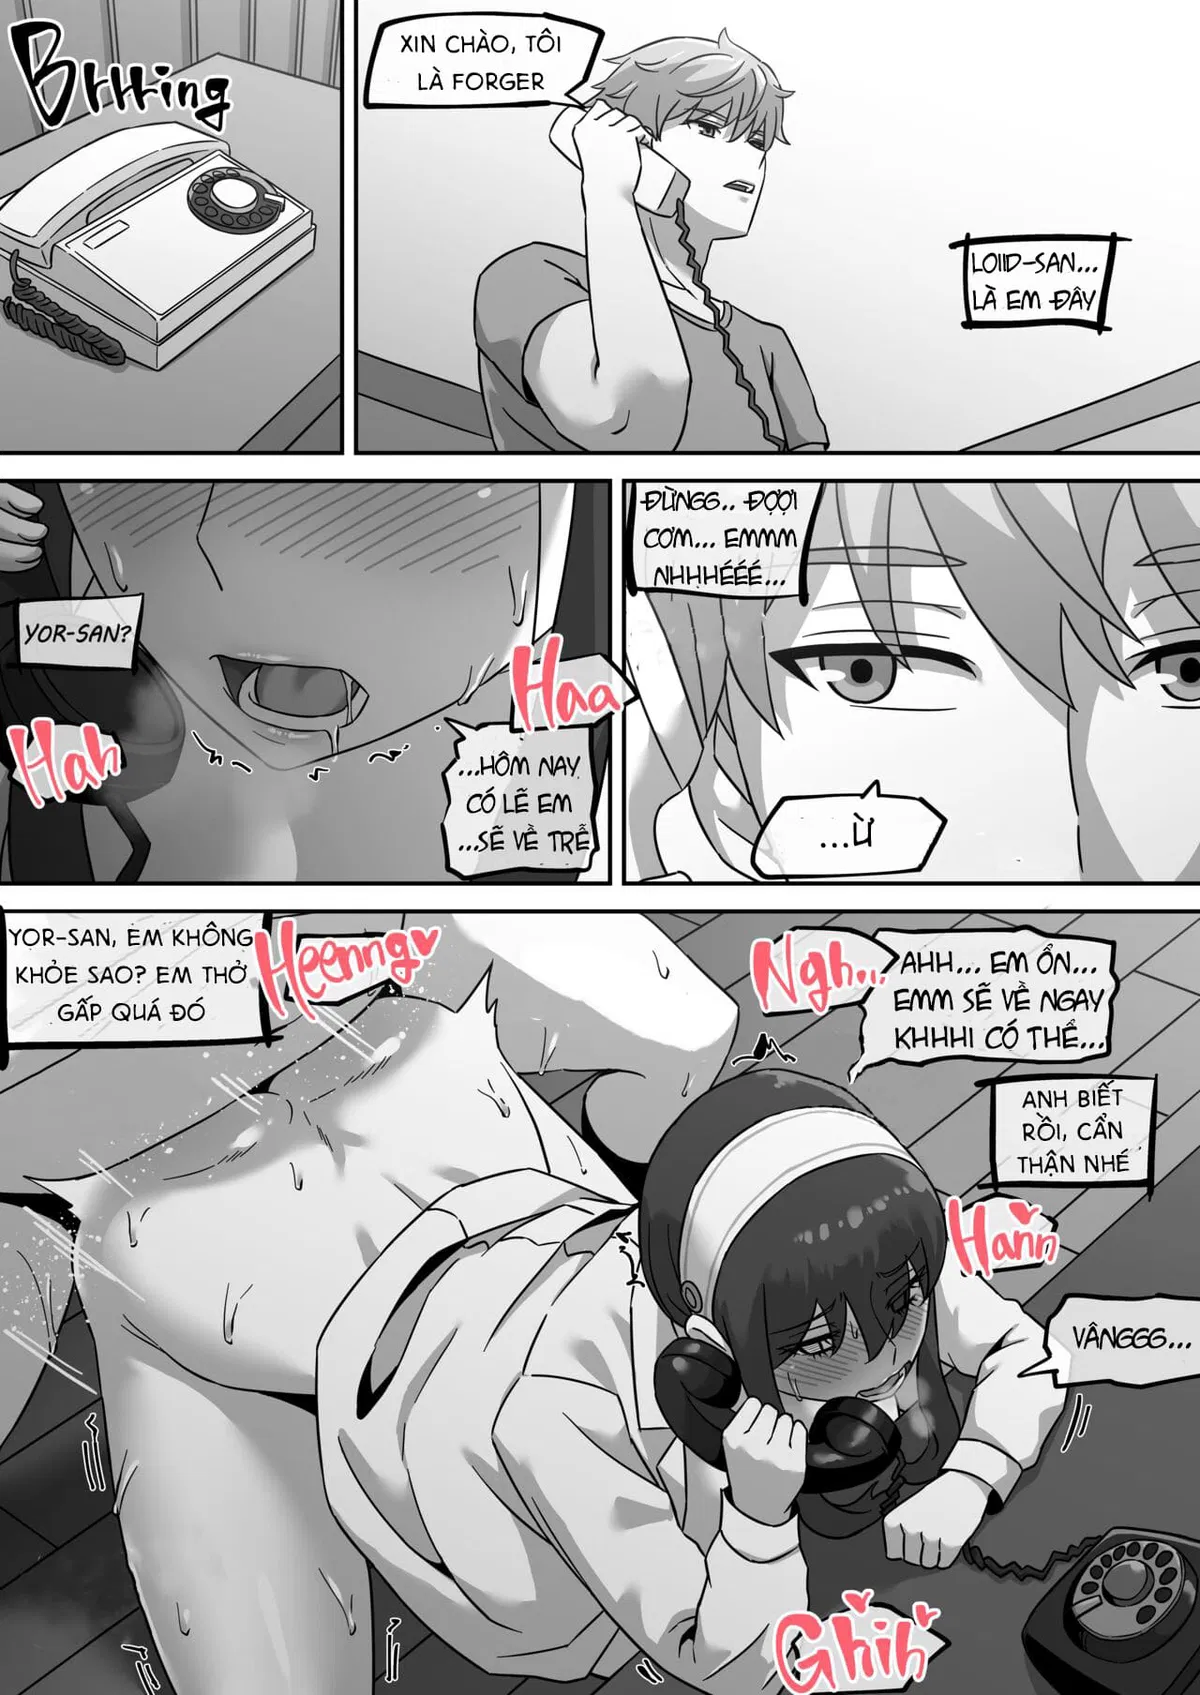 Brrring
XIN CHÀO, TÔI
LÀ FORGER
LOIID-SAN...
LÀ EM ĐÂY
YOR-SAN?
Hah
Haa
...HÔM NAY
CÓ LẼ EM
...SẼ VỀ TRỄ
ĐỪNGG.. ĐỢỢI
CƠM... EMMM
NHHHÉÉÉ...
...Ừ
YOR-SAN, EM KHÔNG
KHỎE SAO? EM THỞ
GẤP QUÁ ĐÓ
Heenng♥
Ngh...
AHH... EM ỔN...
EMM SẼ VỀ NGAY
KHHHI CÓ THỂ...
ANH BIẾT
RỒI, CẨN
THẬN NHÉ
Hann
VÂNGGG...
Ghih